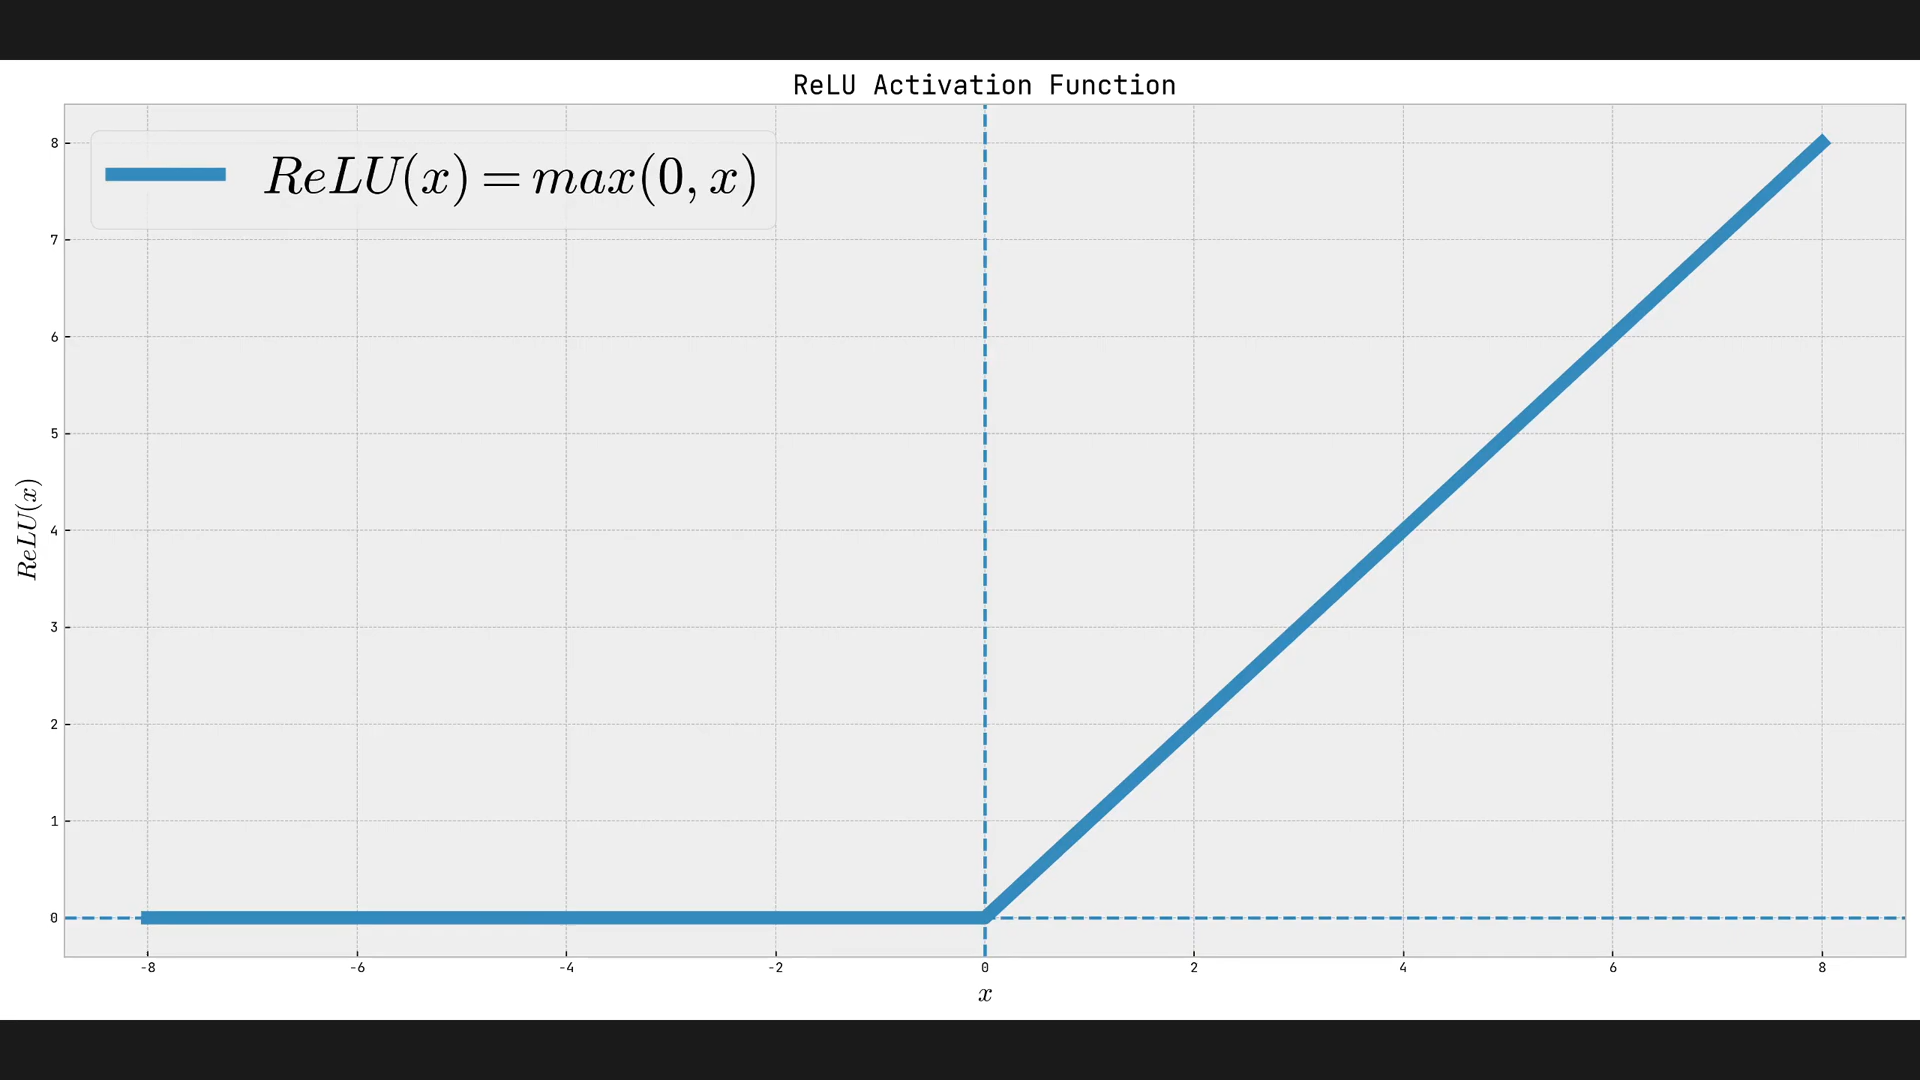 ReLU Activation Function
ReLU(x) = max(0, x)
8
7
6
5
4
3
2
1
0
ReLU(x)
-8 -6 -4 -2 0 2 4 6 8
x